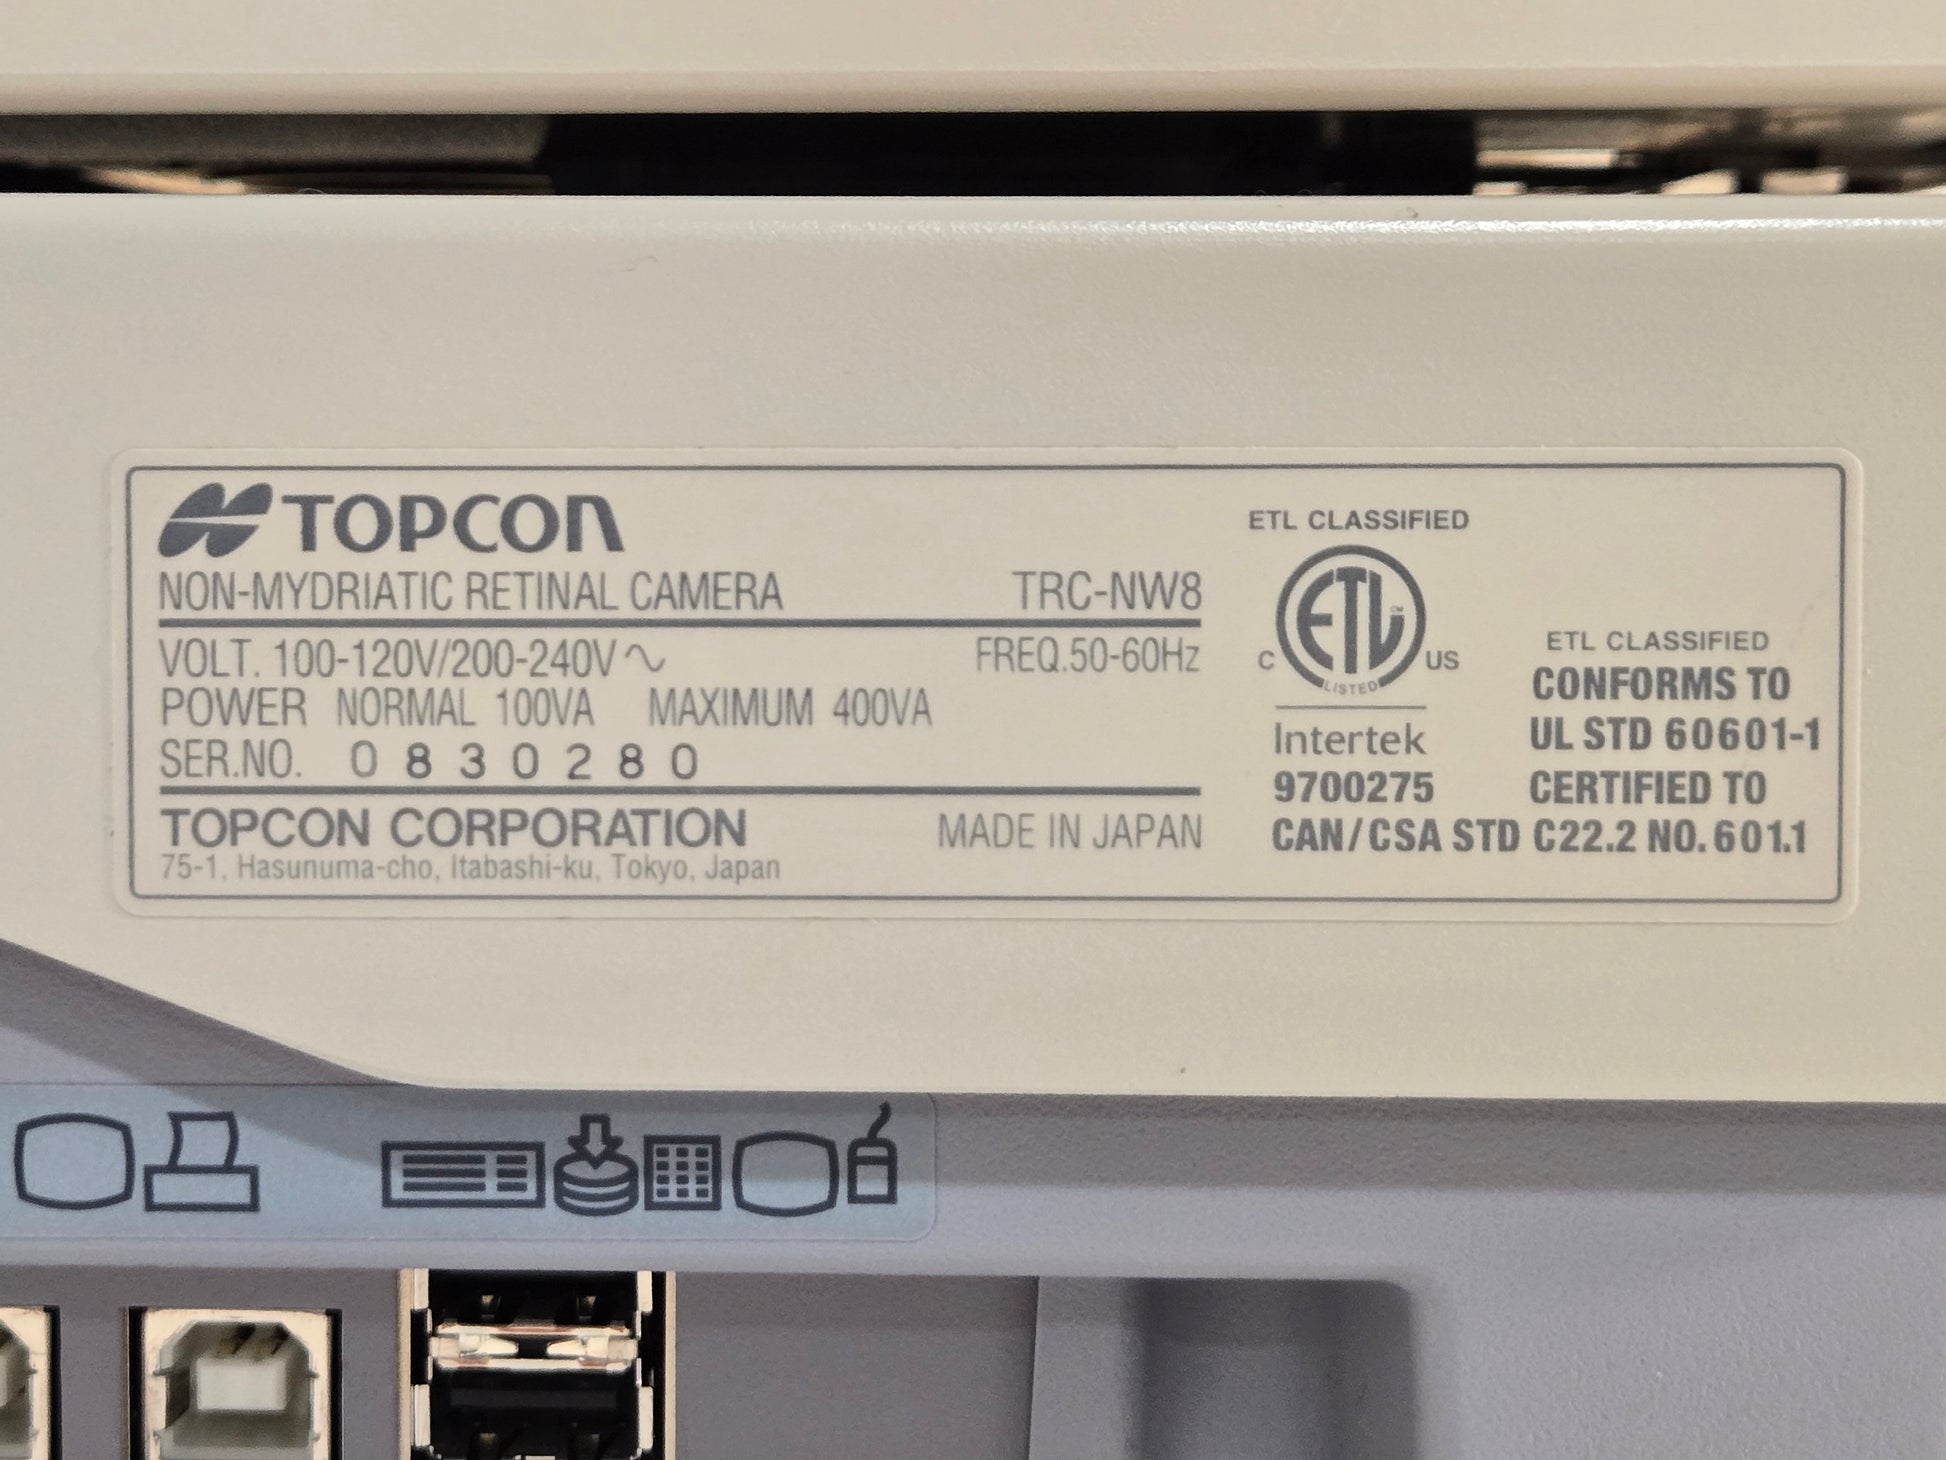 TOPCON
NON-MYDRIATIC RETINAL CAMERA TRC-NW8
VOLT. 100-120V/200-240V∿ FREQ.50-60Hz
POWER NORMAL 100VA MAXIMUM 400VA
SER.NO. 0830280
TOPCON CORPORATION MADE IN JAPAN
75-1, Hasunuma-cho, Itabashi-ku, Tokyo, Japan
ETL CLASSIFIED
ETL CM
C US
LISTED
Intertek
9700275
ETL CLASSIFIED
CONFORMS TO
UL STD 60601-1
CERTIFIED TO
CAN/CSA STD C22.2 NO.601.1